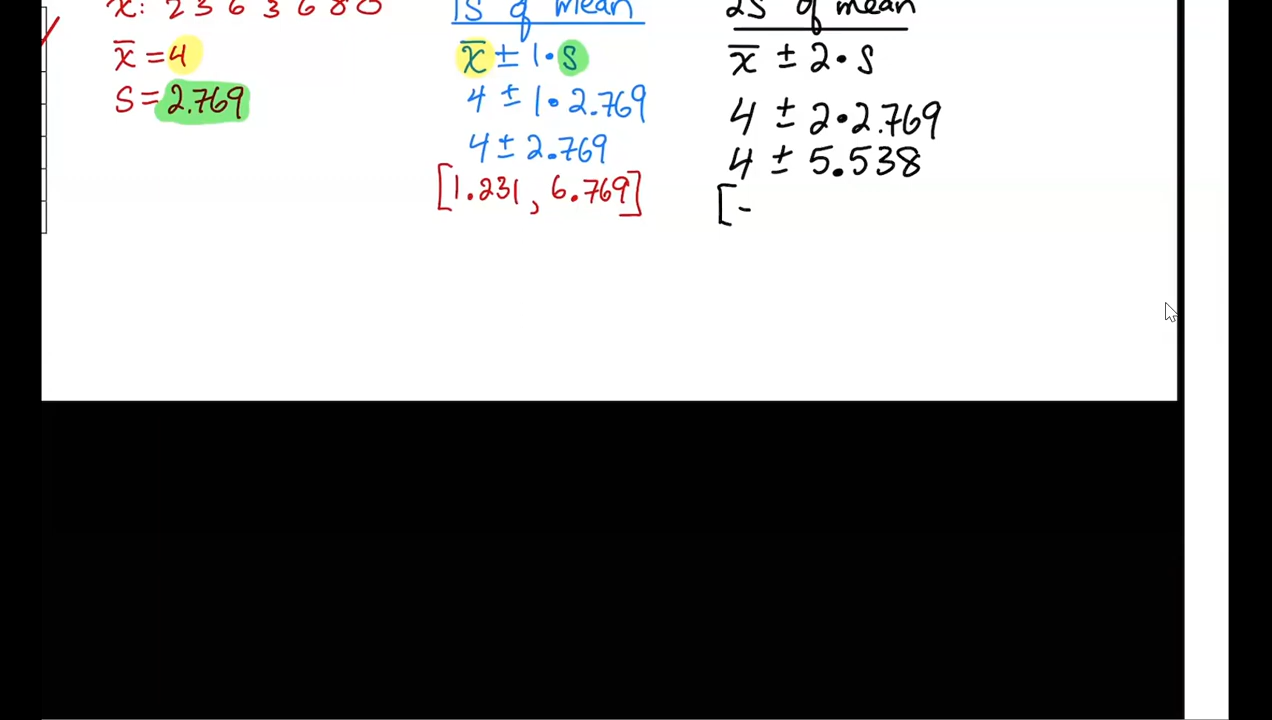 x: 2 3 6 3 6 8 0
x̄ = 4
S = 2.769
1S of mean
x̄ ± 1 • S
4 ± 1 • 2.769
4 ± 2.769
[1.231, 6.769]
2S of mean
x̄ ± 2 • S
4 ± 2 • 2.769
4 ± 5.538
[-